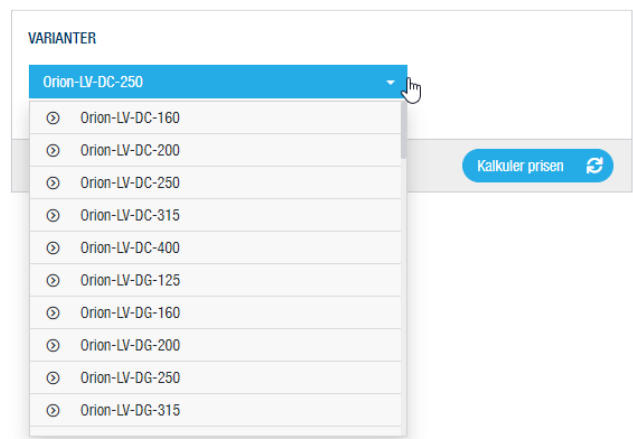 VARIANTER
Orion-LV-DC-250
Orion-LV-DC-160
Orion-LV-DC-200
Orion-LV-DC-250
Orion-LV-DC-315
Orion-LV-DC-400
Orion-LV-DG-125
Orion-LV-DG-160
Orion-LV-DG-200
Orion-LV-DG-250
Orion-LV-DG-315
Kalkuler prisen